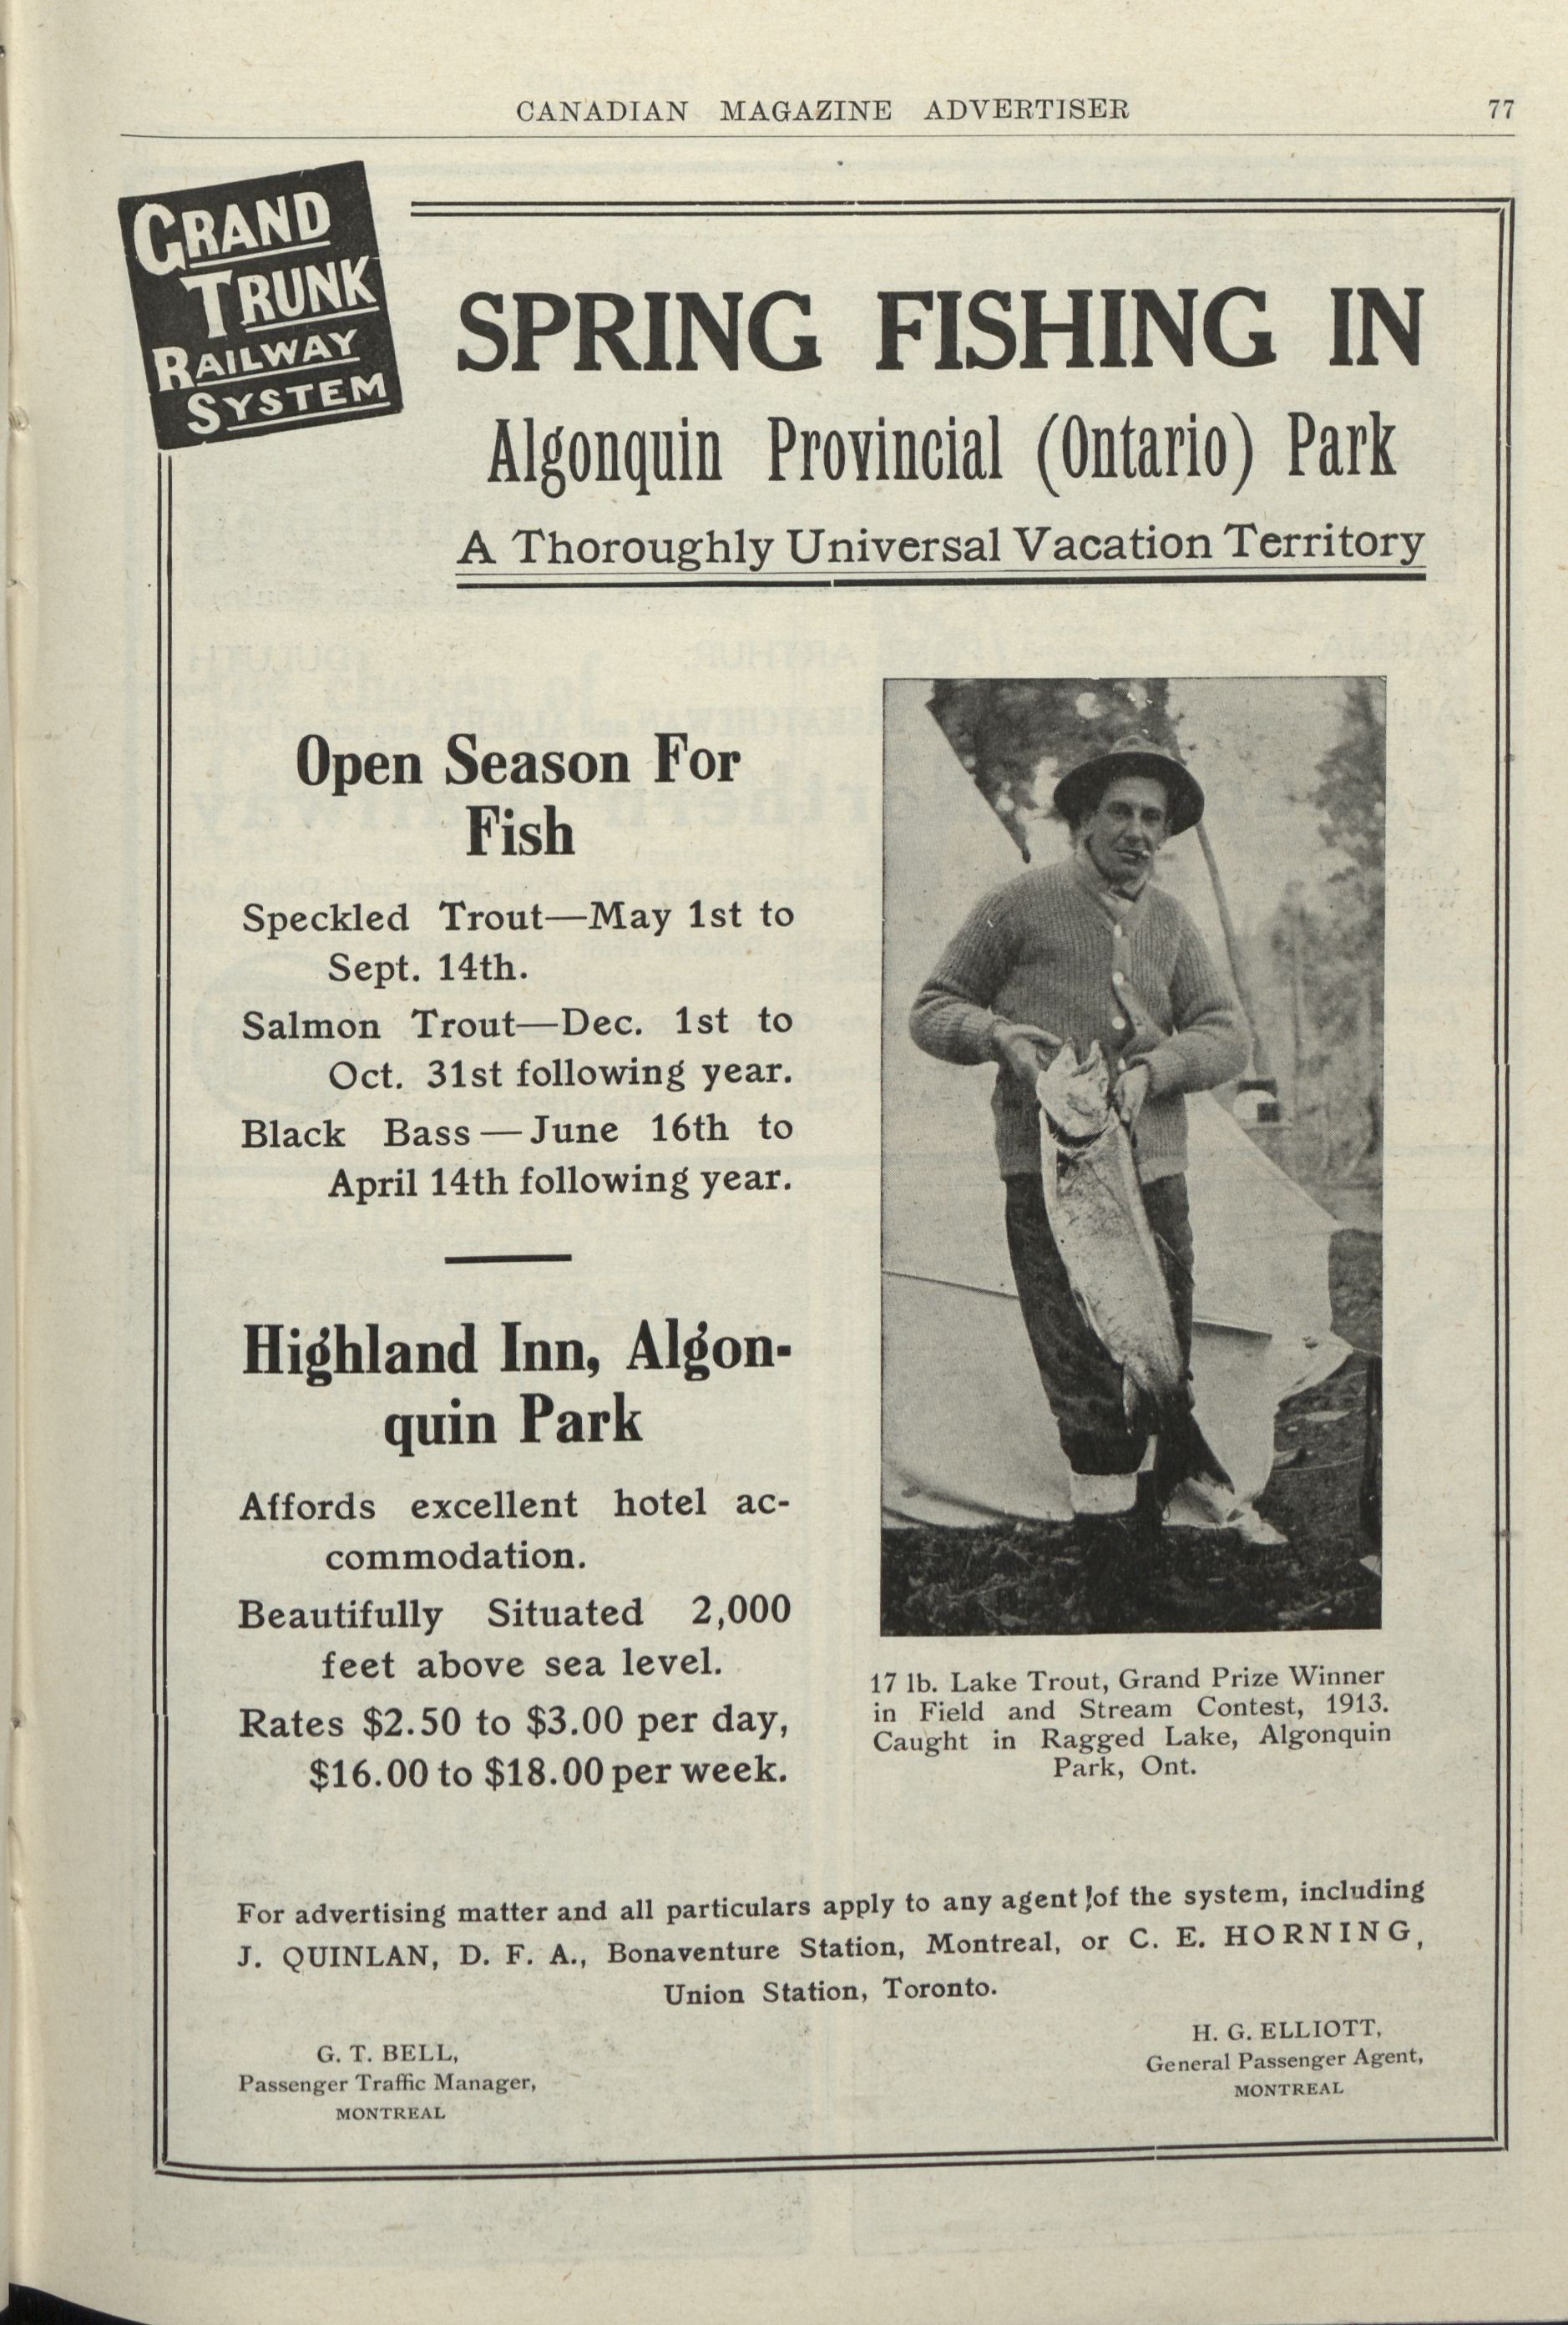 CANADIAN MAGAZINE ADVERTISER 77
GRAND
TRUNK
RAILWAY
SYSTEM
SPRING FISHING IN
Algonquin Provincial (Ontario) Park
A Thoroughly Universal Vacation Territory
Open Season For
Fish
Speckled Trout—May 1st to
Sept. 14th.
Salmon Trout—Dec. 1st to
Oct. 31st following year.
Black Bass—June 16th to
April 14th following year.
Highland Inn, Algon-
quin Park
Affords excellent hotel ac-
commodation.
Beautifully Situated 2,000
feet above sea level.
Rates $2.50 to $3.00 per day,
$16.00 to $18.00 per week.
17 lb. Lake Trout, Grand Prize Winner
in Field and Stream Contest, 1913.
Caught in Ragged Lake, Algonquin
Park, Ont.
For advertising matter and all particulars apply to any agent of the system, including
J. QUINLAN, D. F. A., Bonaventure Station, Montreal, or C. E. HORNING,
Union Station, Toronto.
G. T. BELL,
Passenger Traffic Manager,
MONTREAL
H. G. ELLIOTT,
General Passenger Agent,
MONTREAL